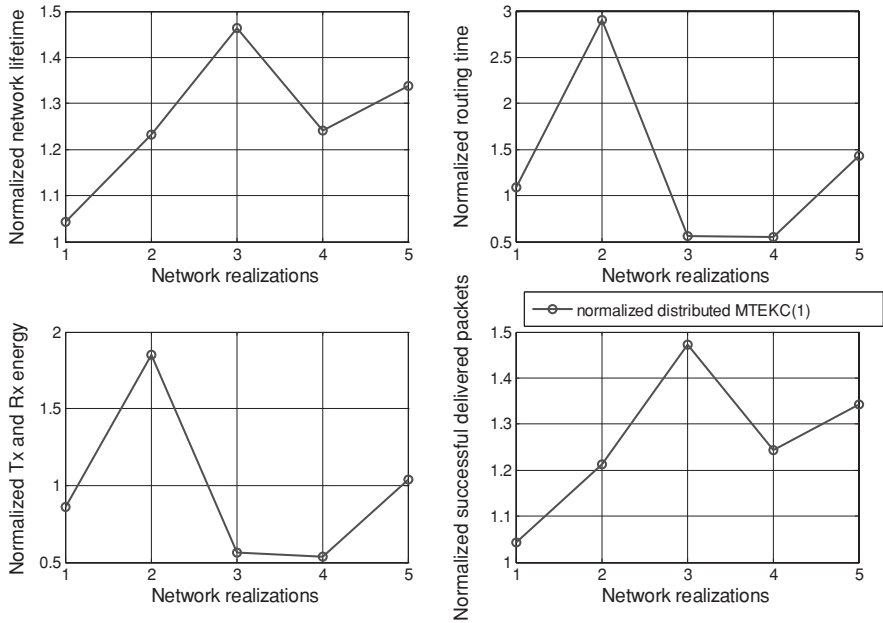 Normalized network lifetime
1.5
1.4
1.3
1.2
1.1
1
1 2 3 4 5
Network realizations
Normalized routing time
3
2.5
2
1.5
1
0.5
1 2 3 4 5
Network realizations
Normalized Tx and Rx energy
2
1.5
1
0.5
1 2 3 4 5
Network realizations
normalized distributed MTEKC(1)
Normalized successful delivered packets
1.5
1.4
1.3
1.2
1.1
1
1 2 3 4 5
Network realizations